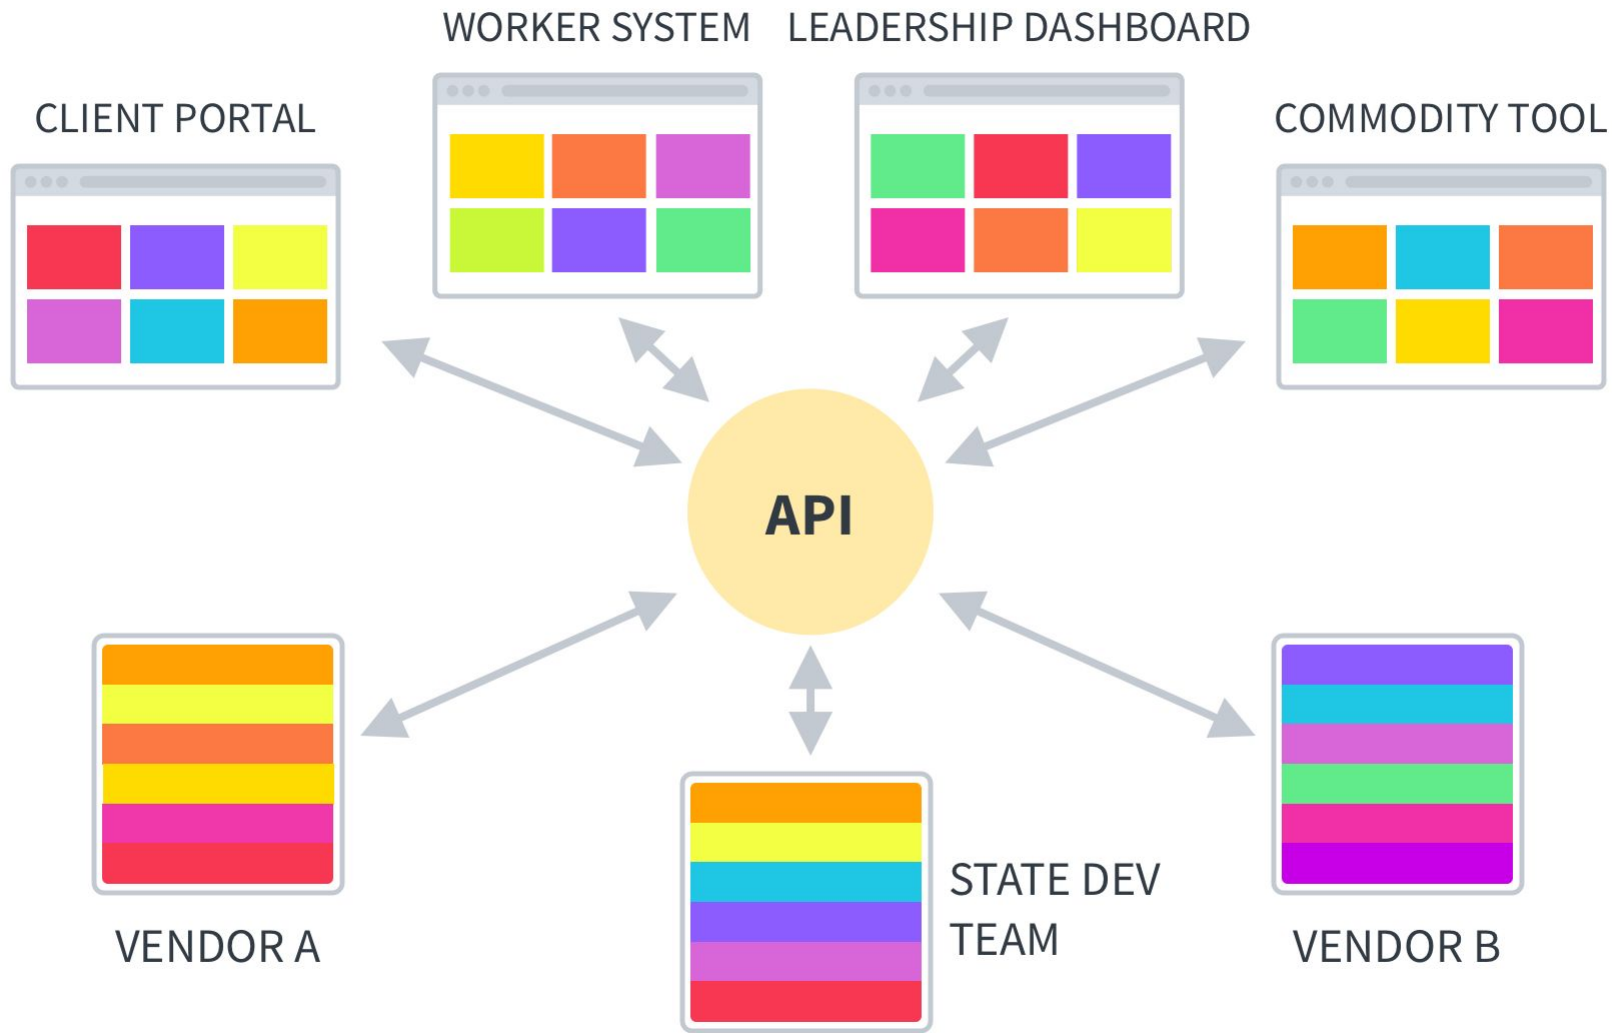 WORKER SYSTEM
LEADERSHIP DASHBOARD
CLIENT PORTAL
COMMODITY TOOL
API
STATE DEV
TEAM
VENDOR A
VENDOR B